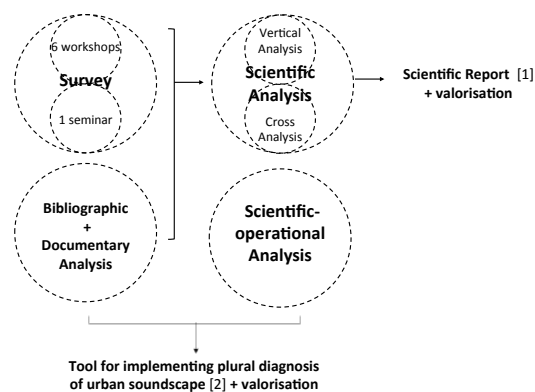 6 workshops
Survey
1 seminar
Vertical
Analysis
Scientific
Analysis
Cross
Analysis
Scientific Report [1]
+ valorisation
Bibliographic
+
Documentary
Analysis
Scientific-
operational
Analysis
Tool for implementing plural diagnosis
of urban soundscape [2] + valorisation